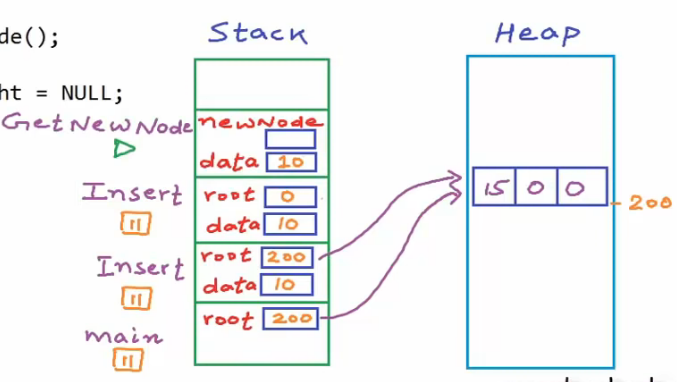 de();
Stack
Heap
ht = NULL;
GetNewNode
newNode
data 10
Insert
root 0
data 10
15 0 0
200
Insert
root 200
data 10
main
root 200